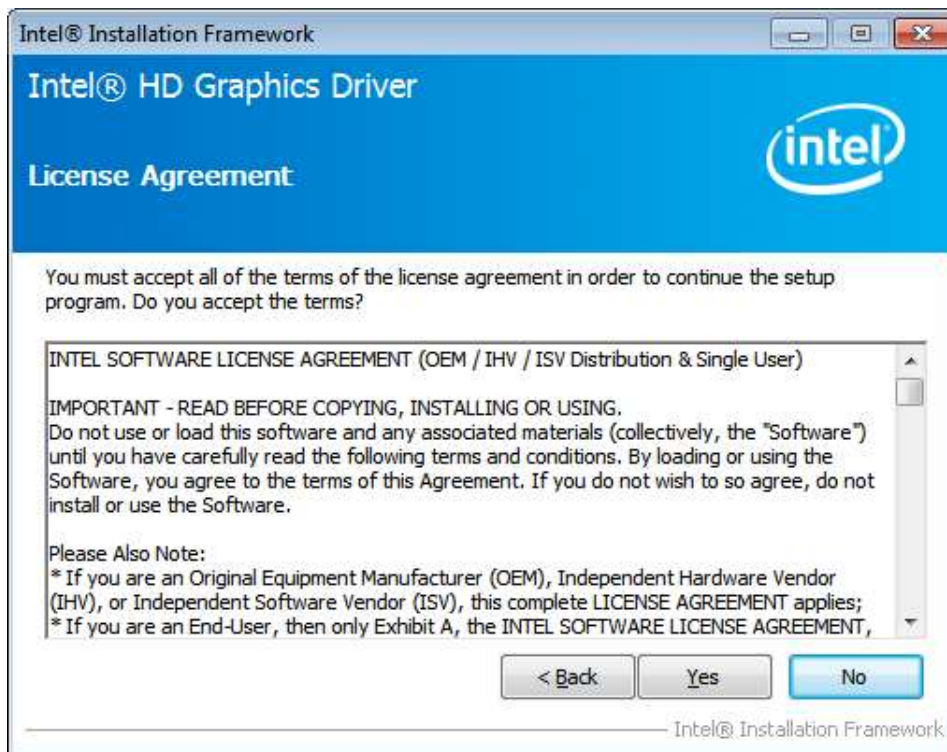 Intel® Installation Framework
Intel® HD Graphics Driver
License Agreement
intel
You must accept all of the terms of the license agreement in order to continue the setup
program. Do you accept the terms?
INTEL SOFTWARE LICENSE AGREEMENT (OEM / IHV / ISV Distribution & Single User)
IMPORTANT - READ BEFORE COPYING, INSTALLING OR USING.
Do not use or load this software and any associated materials (collectively, the "Software")
until you have carefully read the following terms and conditions. By loading or using the
Software, you agree to the terms of this Agreement. If you do not wish to so agree, do not
install or use the Software.
Please Also Note:
* If you are an Original Equipment Manufacturer (OEM), Independent Hardware Vendor
(IHV), or Independent Software Vendor (ISV), this complete LICENSE AGREEMENT applies;
* If you are an End-User, then only Exhibit A, the INTEL SOFTWARE LICENSE AGREEMENT,
< Back
Yes
No
Intel® Installation Framework